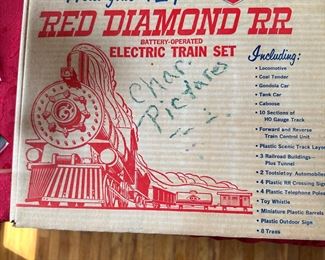 RED DIAMOND RR
BATTERY-OPERATED
ELECTRIC TRAIN SET
Char.
Pictures
Including:
• Locomotive
• Coal Tender
• Gondola Car
• Tank Car
• Caboose
• 10 Sections of
HO Gauge Track
• Forward and Reverse
Train Control Unit
• Plastic Scenic Track Layout
• 3 Railroad Buildings—
Plus Tunnel
• 2 Tootsietoy Automobiles
• 4 Plastic RR Crossing Signs
• 4 Plastic Telephone Poles
• Toy Whistle
• Miniature Plastic Barrels
• Plastic Outdoor Sign
• 8 Trees